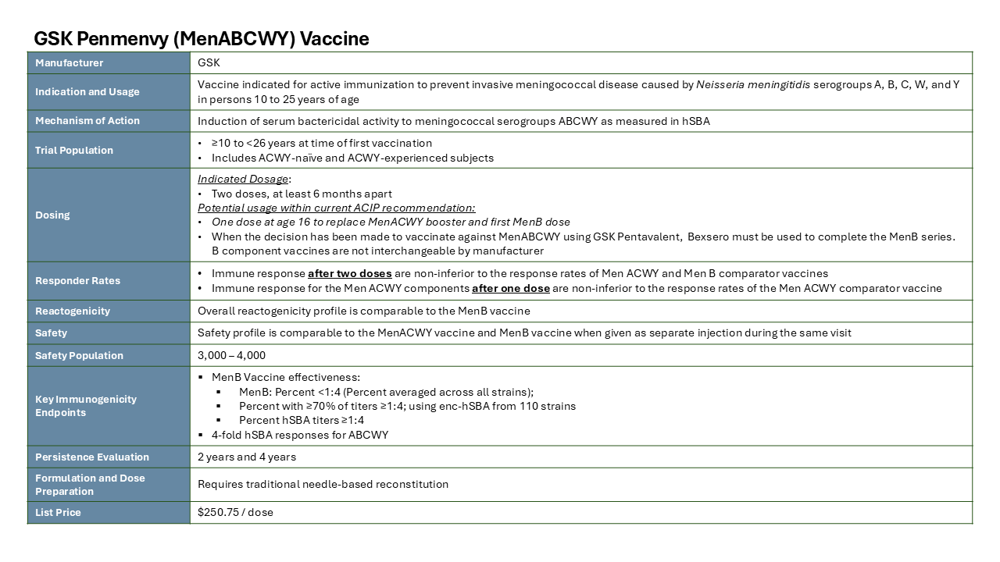 GSK Penmenvy (MenABCWY) Vaccine
Manufacturer
GSK
Indication and Usage
Vaccine indicated for active immunization to prevent invasive meningococcal disease caused by Neisseria meningitidis serogroups A, B, C, W, and Y
in persons 10 to 25 years of age
Mechanism of Action
Induction of serum bactericidal activity to meningococcal serogroups ABCWY as measured in hSBA
Trial Population
• ≥10 to <26 years at time of first vaccination
• Includes ACWY-naïve and ACWY-experienced subjects
Dosing
Indicated Dosage:
• Two doses, at least 6 months apart
Potential usage within current ACIP recommendation:
• One dose at age 16 to replace MenACWY booster and first MenB dose
• When the decision has been made to vaccinate against MenABCWY using GSK Pentavalent, Bexsero must be used to complete the MenB series.
B component vaccines are not interchangeable by manufacturer
Responder Rates
• Immune response after two doses are non-inferior to the response rates of Men ACWY and Men B comparator vaccines
• Immune response for the Men ACWY components after one dose are non-inferior to the response rates of the Men ACWY comparator vaccine
Reactogenicity
Overall reactogenicity profile is comparable to the MenB vaccine
Safety
Safety profile is comparable to the MenACWY vaccine and MenB vaccine when given as separate injection during the same visit
Safety Population
3,000 – 4,000
Key Immunogenicity
Endpoints
▪ MenB Vaccine effectiveness:
▪ MenB: Percent <1:4 (Percent averaged across all strains);
▪ Percent with ≥70% of titers ≥1:4; using enc-hSBA from 110 strains
▪ Percent hSBA titers ≥1:4
▪ 4-fold hSBA responses for ABCWY
Persistence Evaluation
2 years and 4 years
Formulation and Dose
Preparation
Requires traditional needle-based reconstitution
List Price
$250.75 / dose